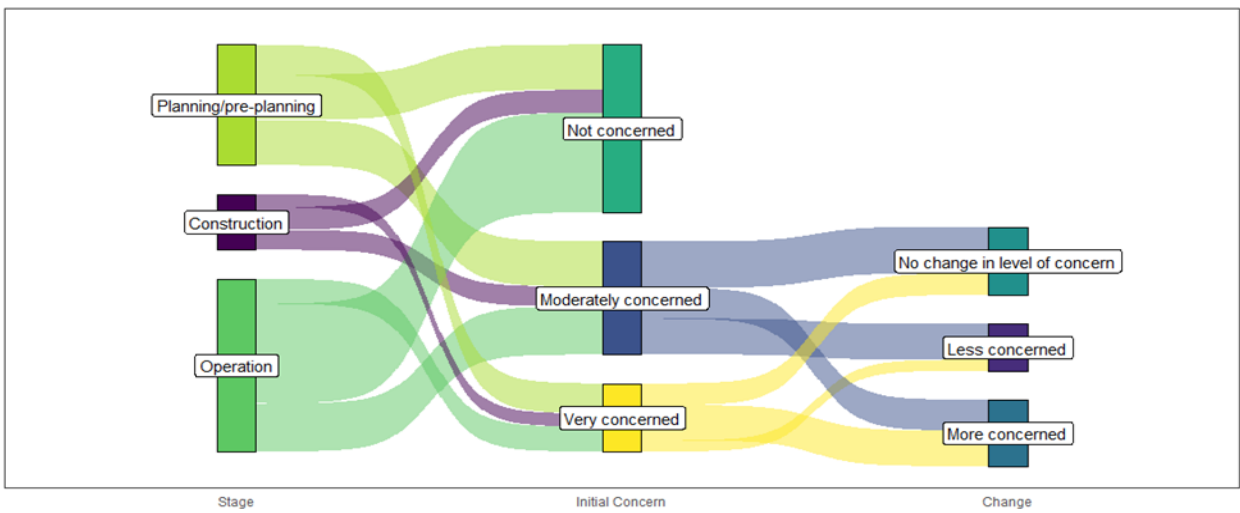 Planning/pre-planning
Construction
Operation
Not concerned
Moderately concerned
Very concerned
No change in level of concern
Less concerned
More concerned
Stage
Initial Concern
Change